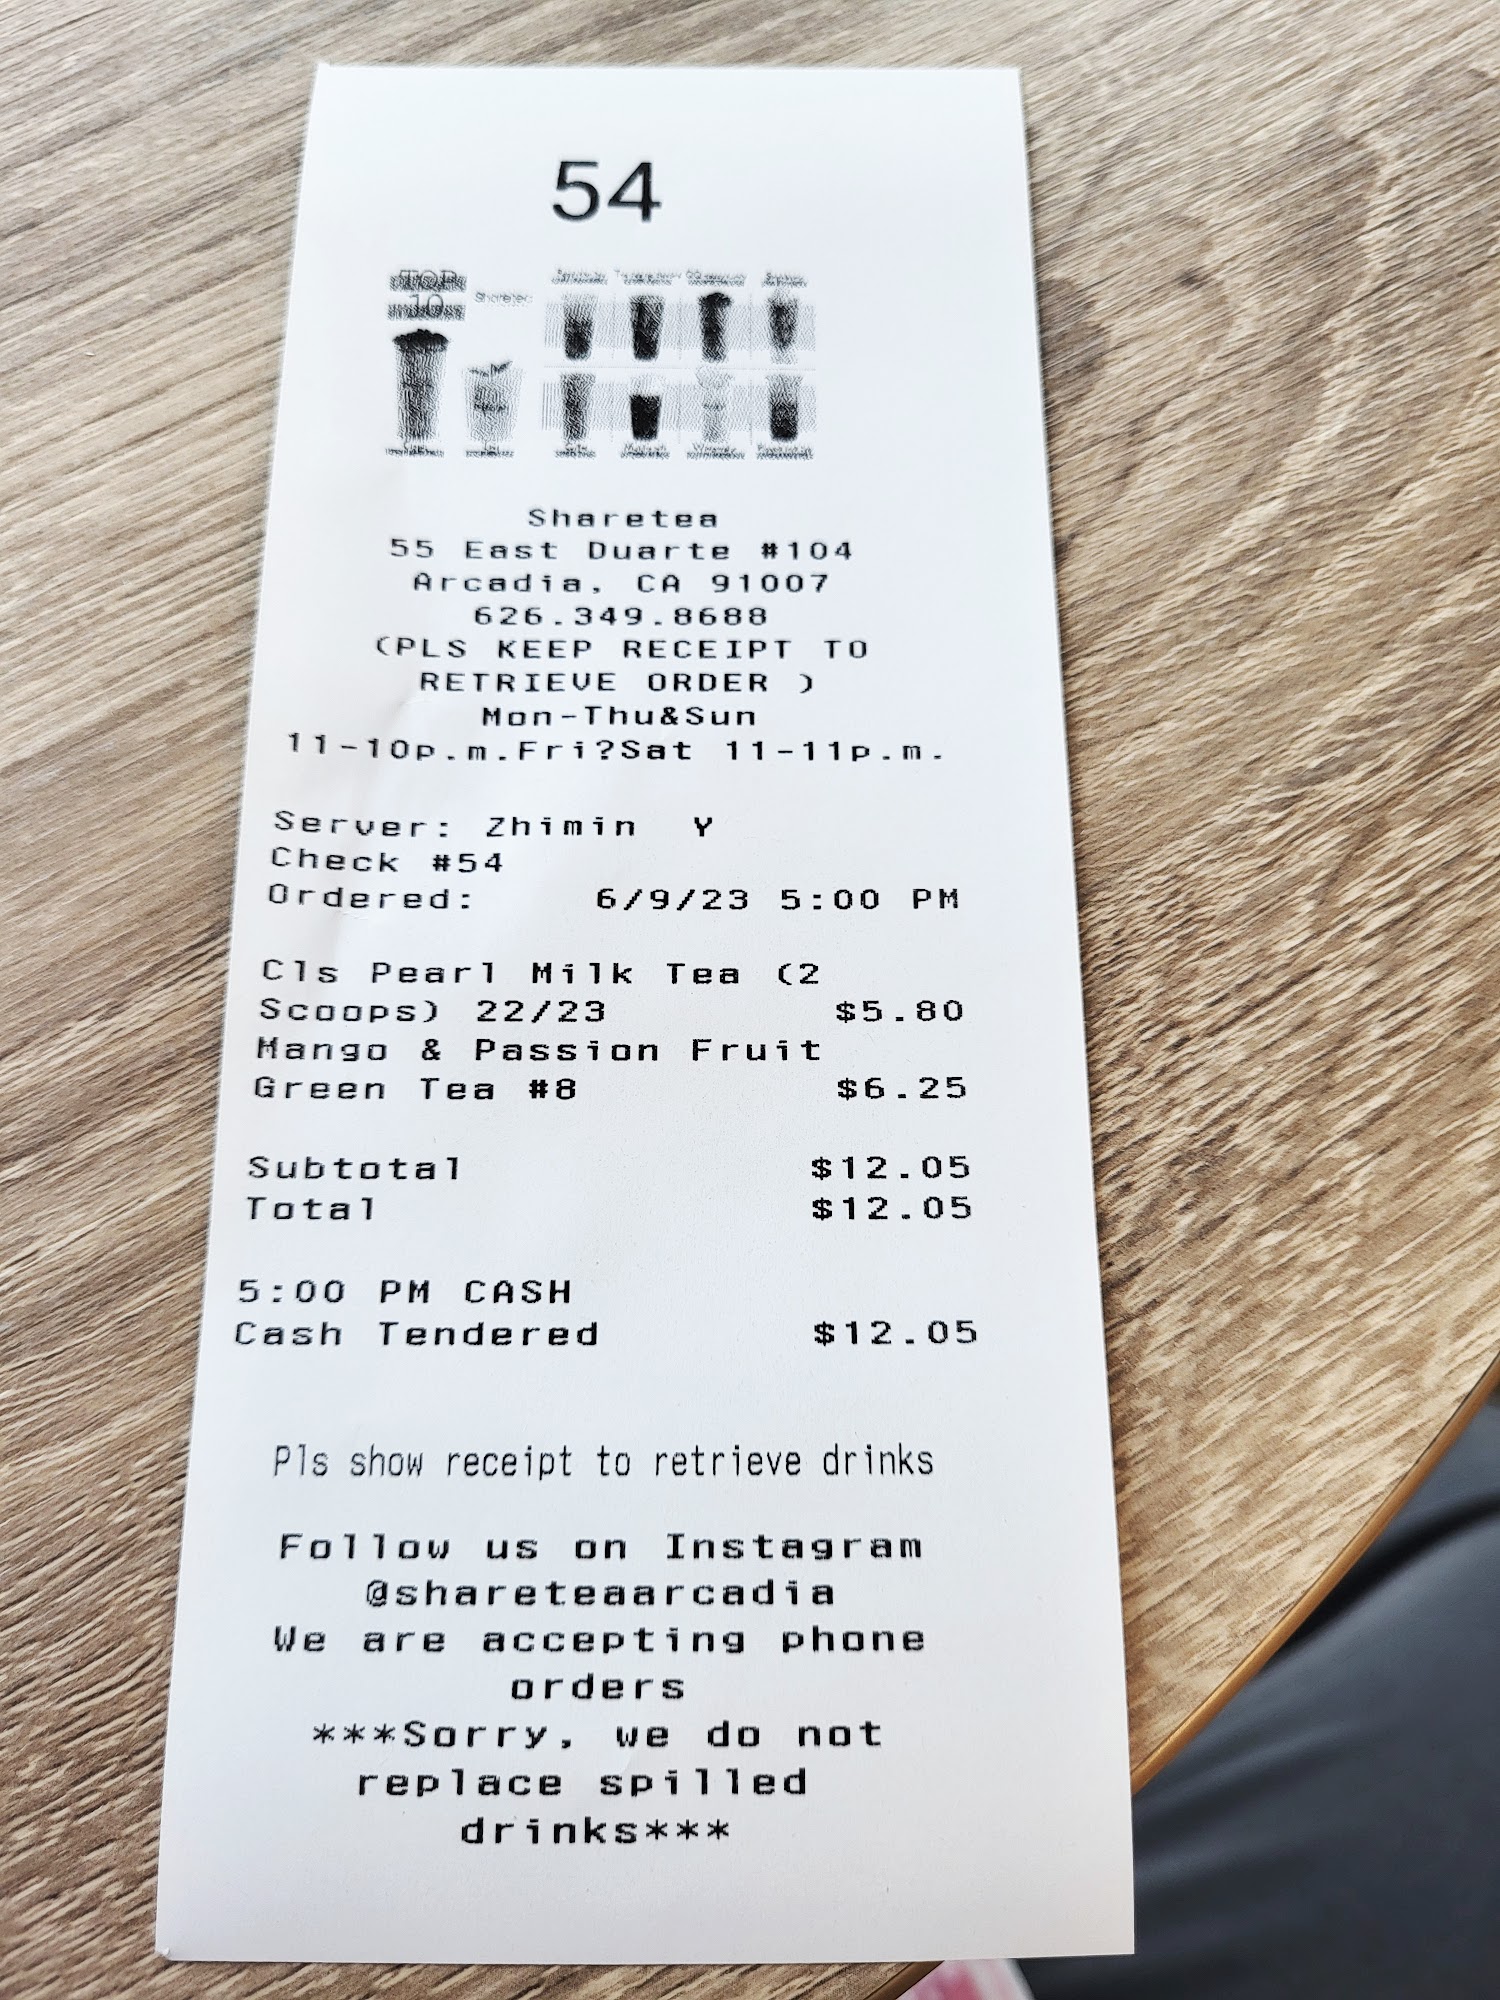 54
TOP
10
Sharetea
Sharetea
55 East Duarte #104
Arcadia, CA 91007
626.349.8688
(PLS KEEP RECEIPT TO
RETRIEVE ORDER )
Mon-Thu&Sun
11-10p.m.Fri?Sat 11-11p.m.
Server: Zhimin Y
Check #54
Ordered: 6/9/23 5:00 PM
Cls Pearl Milk Tea (2
Scoops) 22/23 $5.80
Mango & Passion Fruit
Green Tea #8 $6.25
Subtotal $12.05
Total $12.05
5:00 PM CASH
Cash Tendered $12.05
Pls show receipt to retrieve drinks
Follow us on Instagram
@shareteaarcadia
We are accepting phone
orders
***Sorry, we do not
replace spilled
drinks***